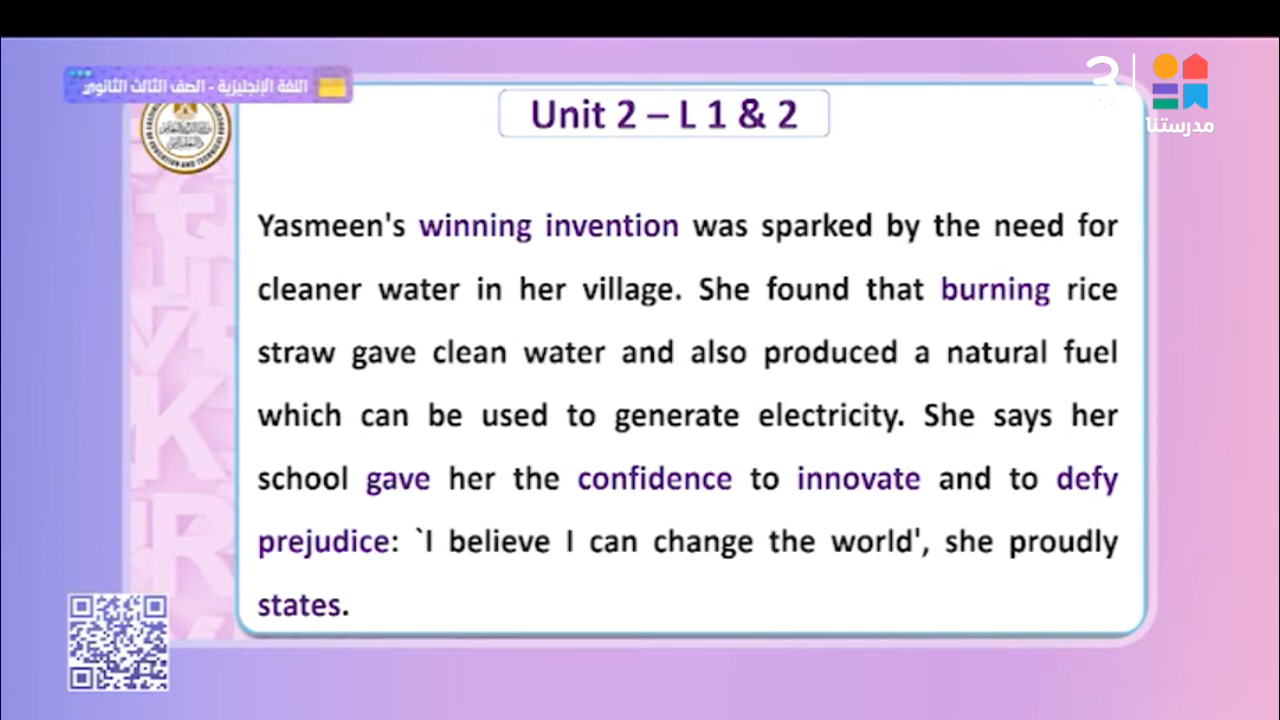 اللغة الإنجليزية - الصف الثالث الثانوي
3
مدرستنا
Unit 2 – L 1 & 2
Yasmeen's winning invention was sparked by the need for
cleaner water in her village. She found that burning rice
straw gave clean water and also produced a natural fuel
which can be used to generate electricity. She says her
school gave her the confidence to innovate and to defy
prejudice: `I believe I can change the world', she proudly
states.